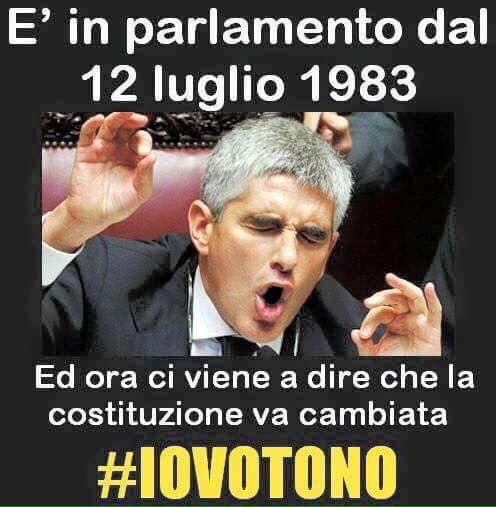 E' in parlamento dal
12 luglio 1983
Ed ora ci viene a dire che la
costituzione va cambiata
#IOVOTONO